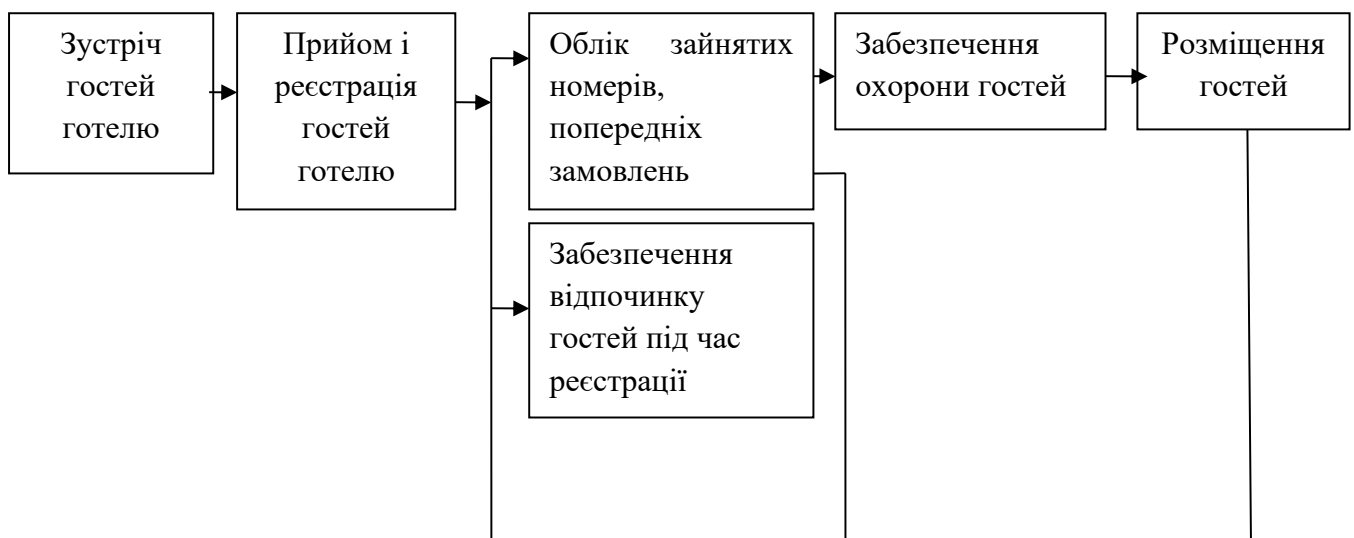 Зустріч
гостей
готелю
Прийом і
реєстрація
гостей
готелю
Облік зайнятих
номерів,
попередніх
замовлень
Забезпечення
охорони гостей
Розміщення
гостей
Забезпечення
відпочинку
гостей під час
реєстрації